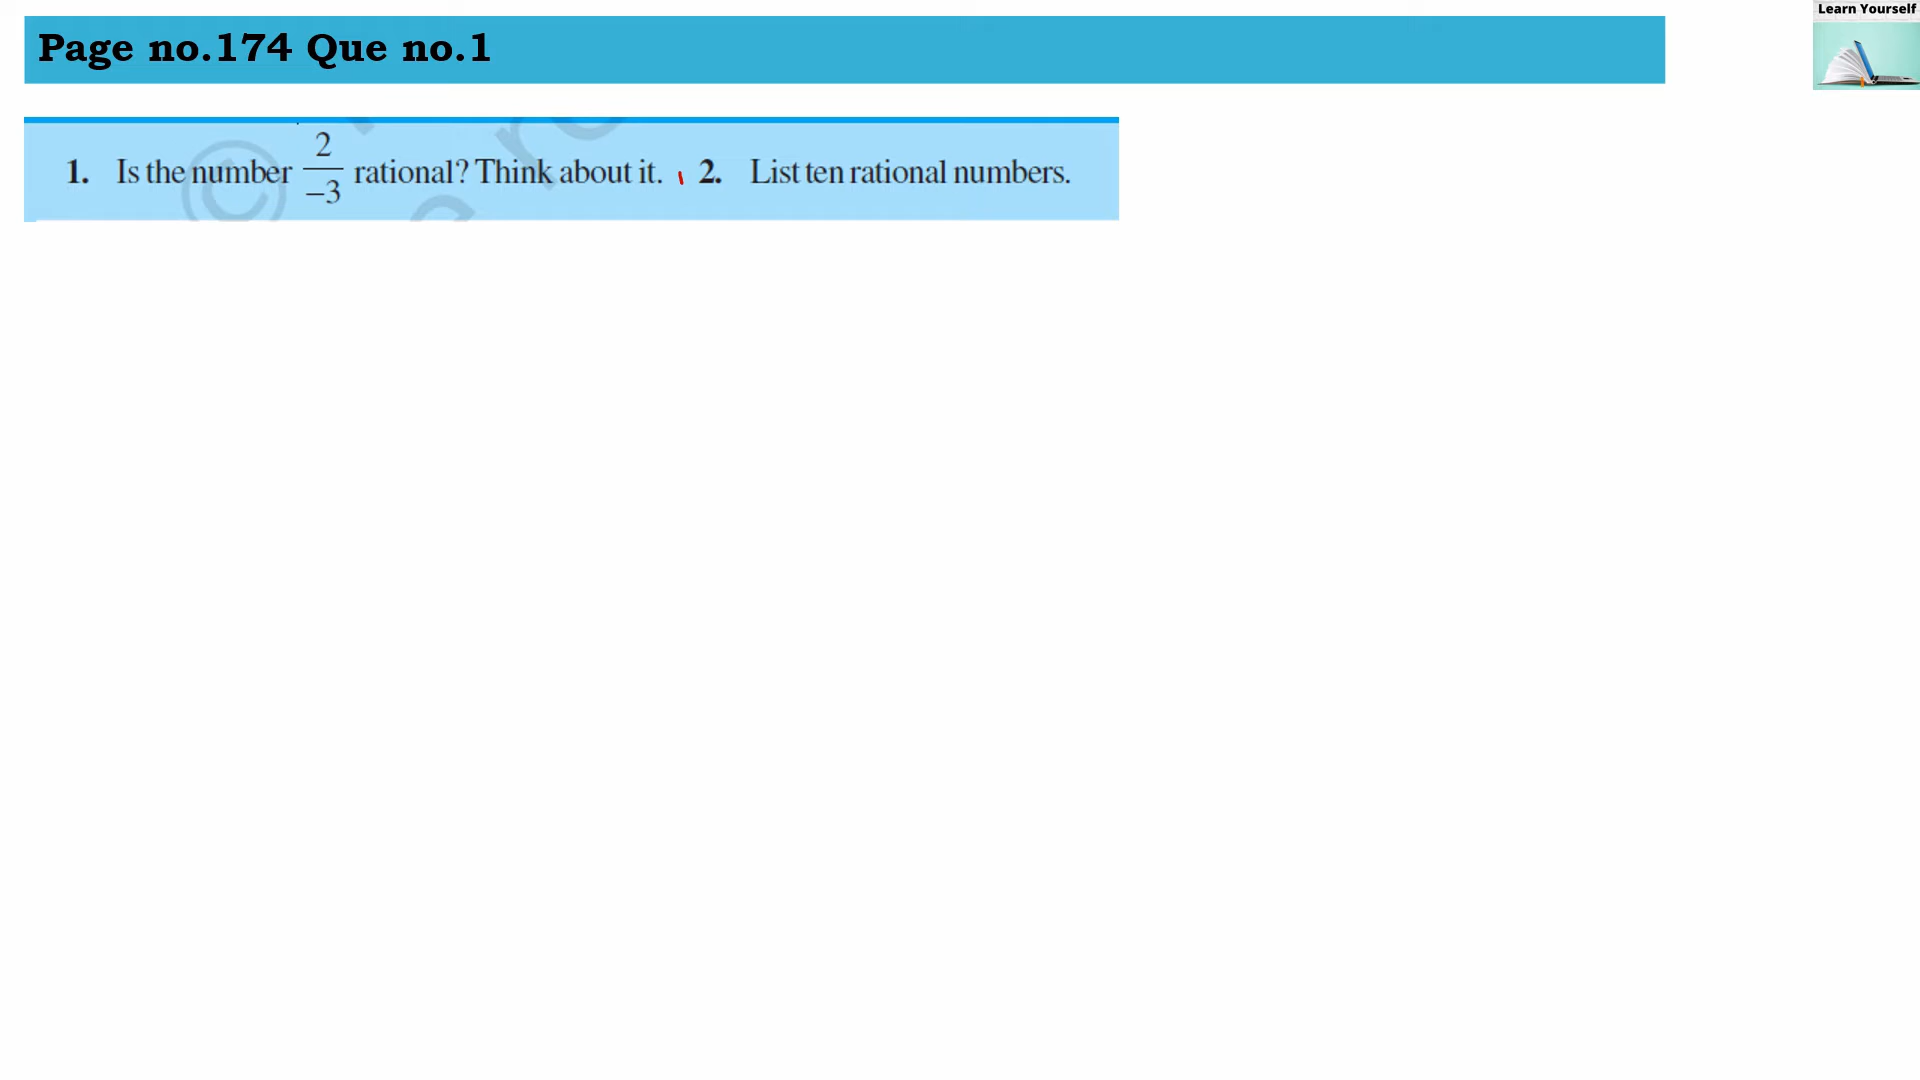 Learn Yourself
Page no.174 Que no.1
1. Is the number 2/−3 rational? Think about it. 2. List ten rational numbers.